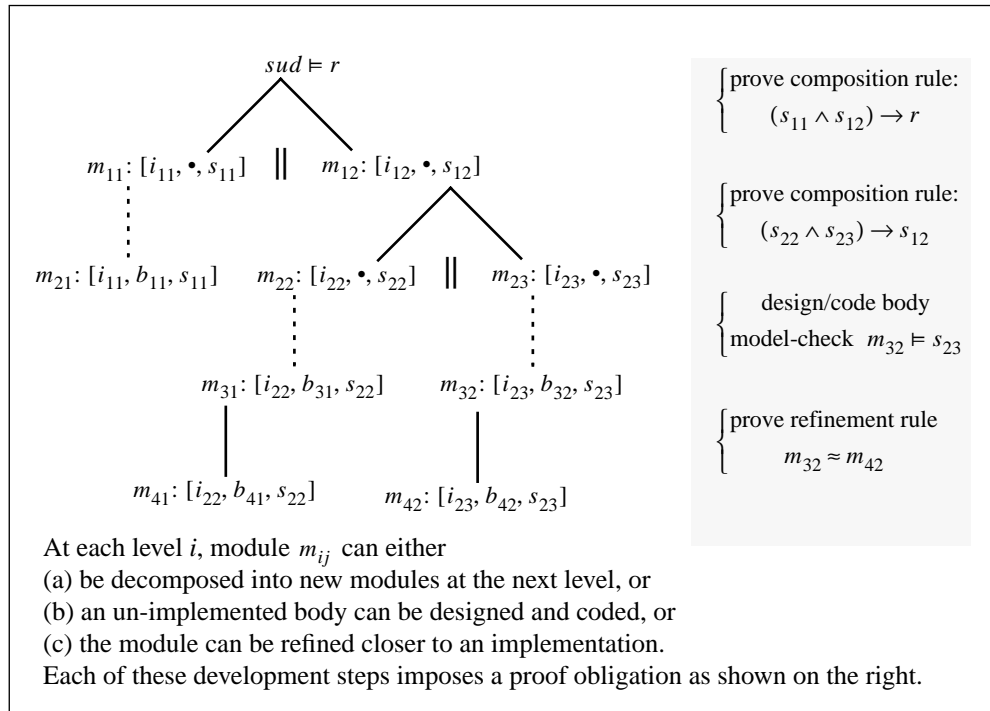 sud ⊨ r
prove composition rule:
(s₁₁ ∧ s₁₂) → r
m₁₁: [i₁₁, •, s₁₁] || m₁₂: [i₁₂, •, s₁₂]
prove composition rule:
(s₂₂ ∧ s₂₃) → s₁₂
m₂₁: [i₁₁, b₁₁, s₁₁] m₂₂: [i₂₂, •, s₂₂] || m₂₃: [i₂₃, •, s₂₃]
design/code body
model-check m₃₂ ⊨ s₂₃
m₃₁: [i₂₂, b₃₁, s₂₂] m₃₂: [i₂₃, b₃₂, s₂₃]
prove refinement rule
m₃₂ ≈ m₄₂
m₄₁: [i₂₂, b₄₁, s₂₂] m₄₂: [i₂₃, b₄₂, s₂₃]
At each level i, module mᵢⱼ can either
(a) be decomposed into new modules at the next level, or
(b) an un-implemented body can be designed and coded, or
(c) the module can be refined closer to an implementation.
Each of these development steps imposes a proof obligation as shown on the right.